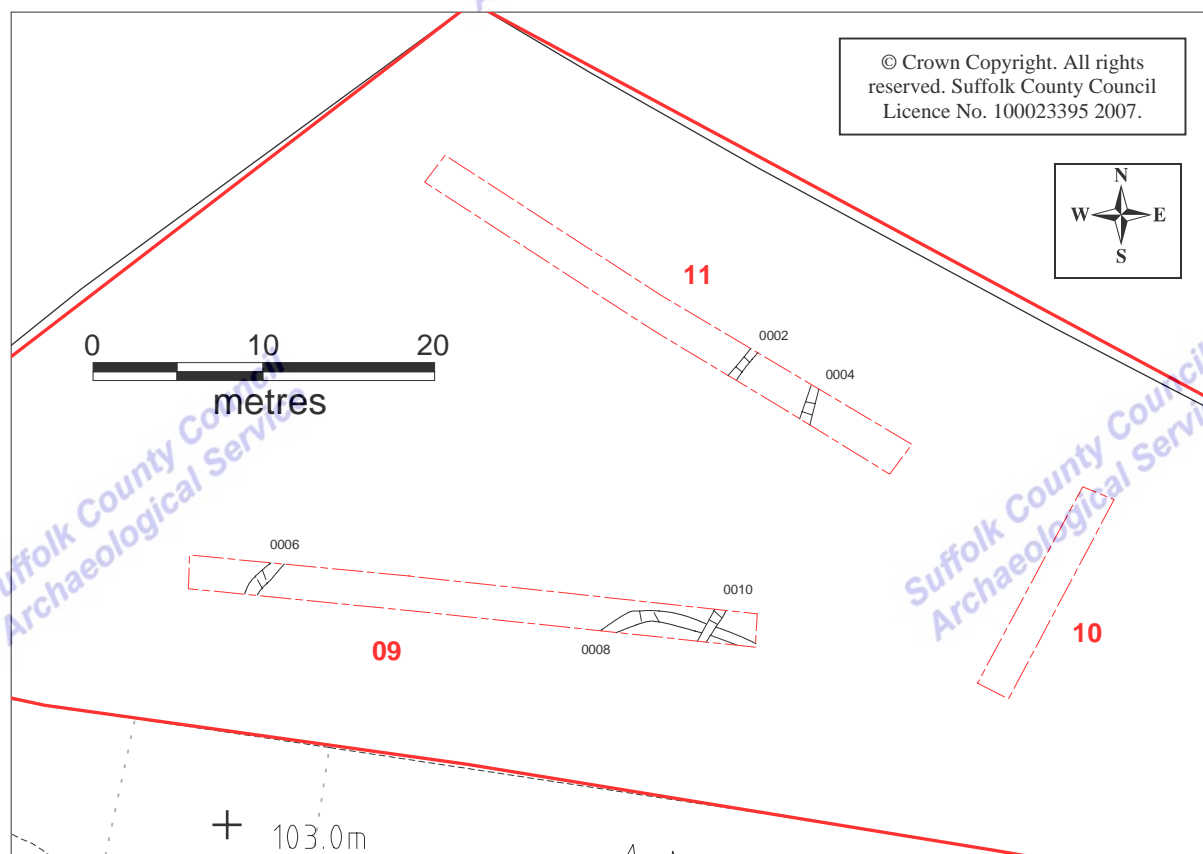 © Crown Copyright. All rights
reserved. Suffolk County Council
Licence No. 100023395 2007.
N
W E
S
11
0 10 20
metres
0002
0004
Suffolk County Council
Archaeological Service
Suffolk County Council
Archaeological Service
0006
0010
0008
09
10
103.0m